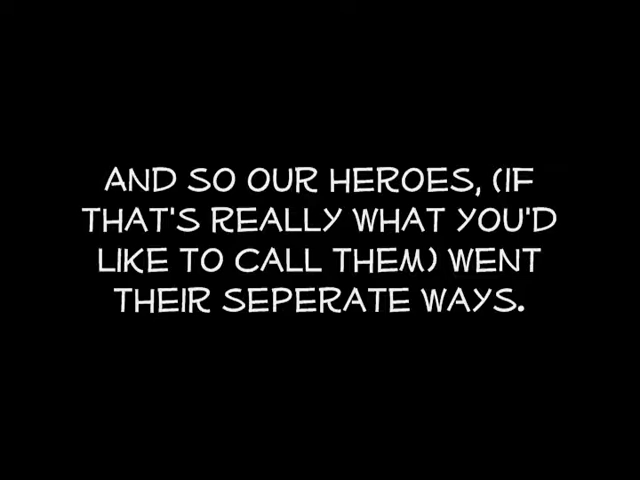 AND SO OUR HEROES, (IF
THAT'S REALLY WHAT YOU'D
LIKE TO CALL THEM) WENT
THEIR SEPERATE WAYS.